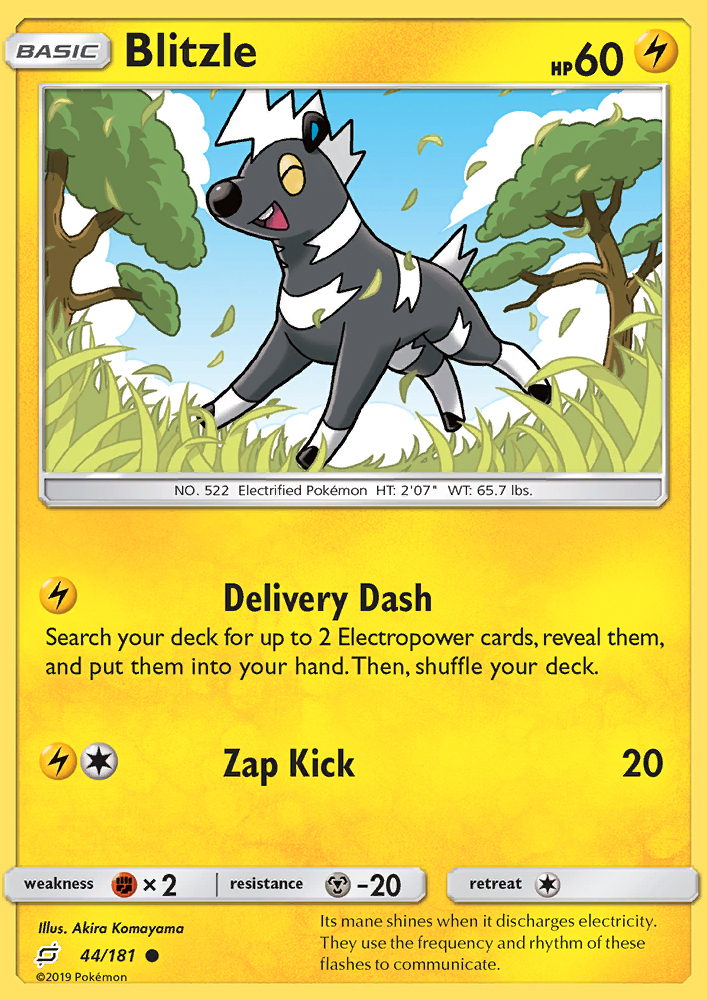 BASIC Blitzle HP 60
NO. 522 Electrified Pokémon HT: 2'07" WT: 65.7 lbs.
Delivery Dash
Search your deck for up to 2 Electropower cards, reveal them,
and put them into your hand. Then, shuffle your deck.
Zap Kick 20
weakness × 2 resistance -20 retreat
Illus. Akira Komayama
44/181
©2019 Pokémon
Its mane shines when it discharges electricity.
They use the frequency and rhythm of these
flashes to communicate.